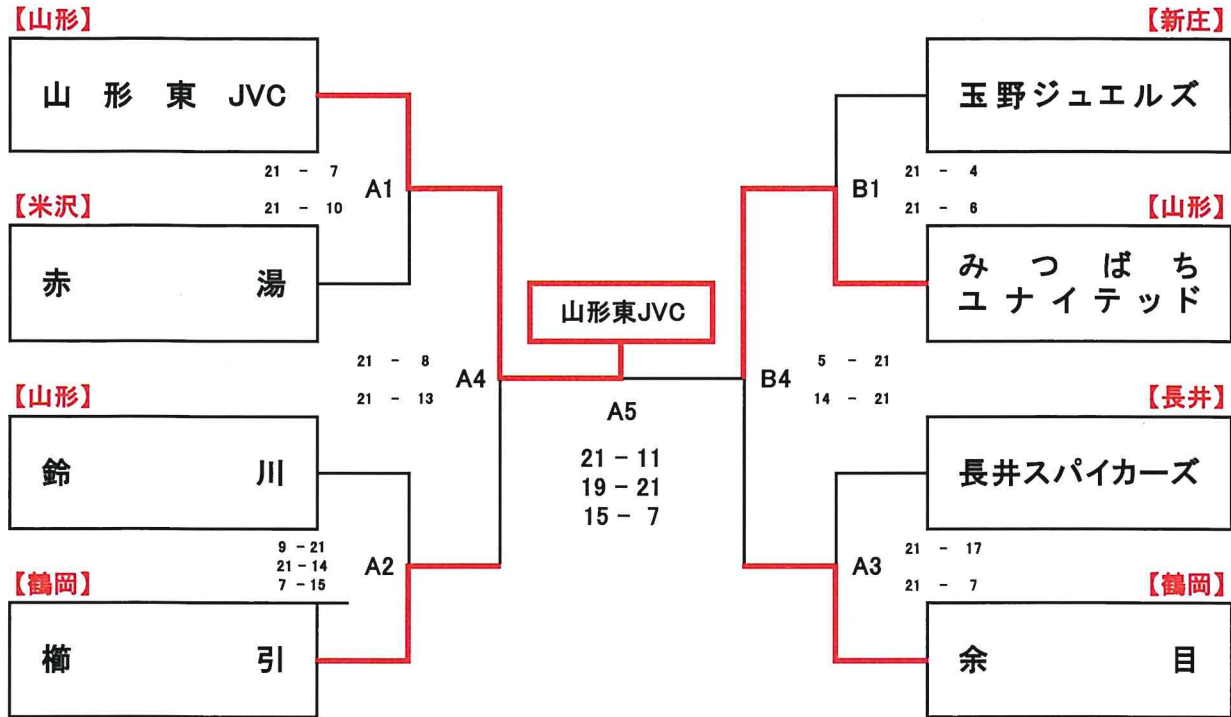 【山形】
山形東JVC
21 - 7
21 - 10
A1
【米沢】
赤湯
21 - 8
21 - 13
A4
【山形】
鈴川
9 - 21
21 - 14
7 - 15
A2
【鶴岡】
櫛引
山形東JVC
A5
21 - 11
19 - 21
15 - 7
【新庄】
玉野ジュエルズ
B1
21 - 4
21 - 6
【山形】
みつばち
ユナイテッド
B4
5 - 21
14 - 21
【長井】
長井スパイカーズ
A3
21 - 17
21 - 7
【鶴岡】
余目